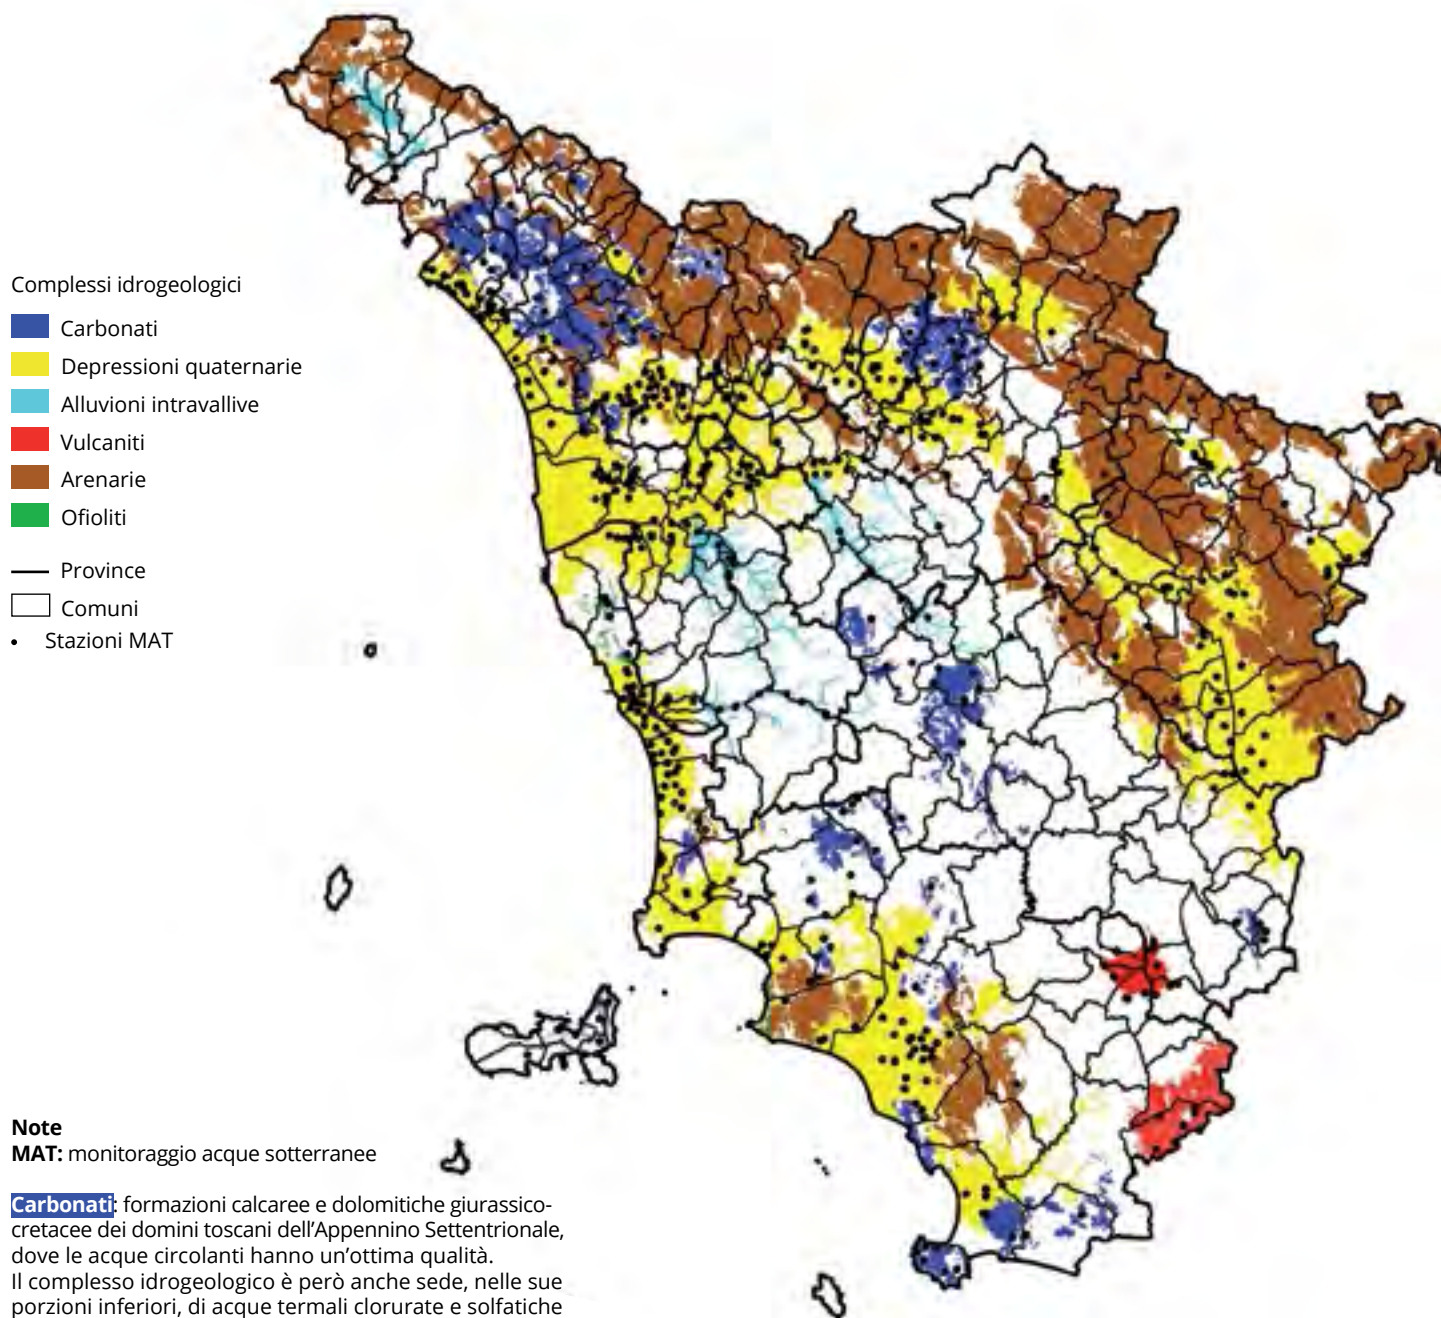 Complessi idrogeologici
Carbonati
Depressioni quaternarie
Alluvioni intravallive
Vulcaniti
Arenarie
Ofioliti
Province
Comuni
Stazioni MAT
Note
MAT: monitoraggio acque sotterranee
Carbonati: formazioni calcaree e dolomitiche giurassico-
cretacee dei domini toscani dell'Appennino Settentrionale,
dove le acque circolanti hanno un'ottima qualità.
Il complesso idrogeologico è però anche sede, nelle sue
porzioni inferiori, di acque termali clorurate e solfatiche